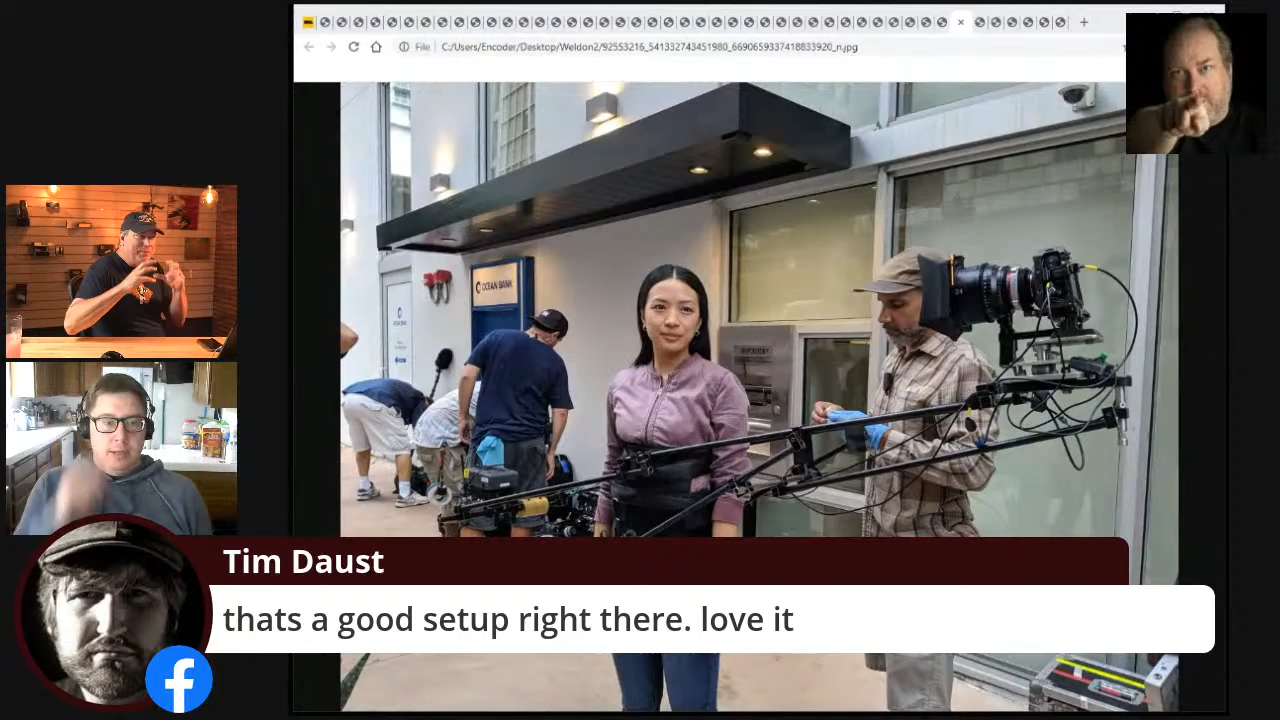 File
C:/Users/Encoder/Desktop/Weldon2/92553216_541332743451980_6690659337418833920_n.jpg
OCEAN BANK
Tim Daust
thats a good setup right there. love it